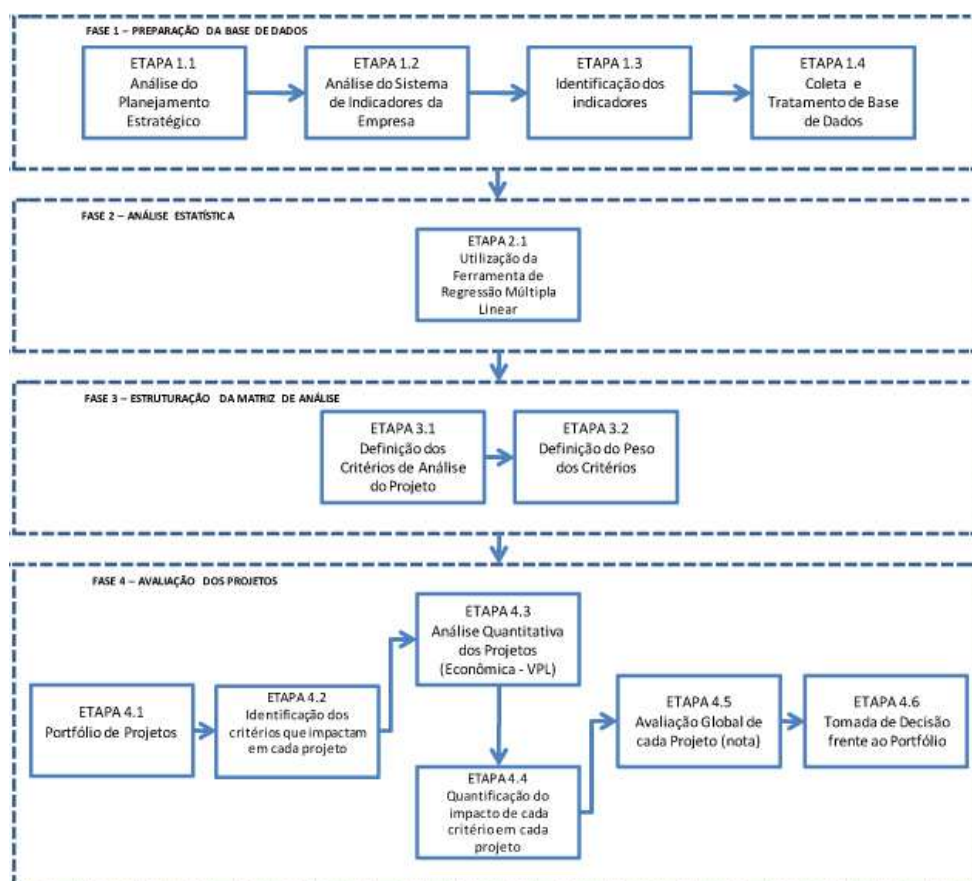 FASE 1 – PREPARAÇÃO DA BASE DE DADOS
ETAPA 1.1
Análise do
Planejamento
Estratégico
ETAPA 1.2
Análise do Sistema
de Indicadores da
Empresa
ETAPA 1.3
Identificação dos
indicadores
ETAPA 1.4
Coleta e
Tratamento de Base
de Dados
FASE 2 – ANÁLISE ESTATÍSTICA
ETAPA 2.1
Utilização da
Ferramenta de
Regressão Múltipla
Linear
FASE 3 – ESTRUTURAÇÃO DA MATRIZ DE ANÁLISE
ETAPA 3.1
Definição dos
Critérios de Análise
do Projeto
ETAPA 3.2
Definição do Peso
dos Critérios
FASE 4 – AVALIAÇÃO DOS PROJETOS
ETAPA 4.1
Portfólio de Projetos
ETAPA 4.2
Identificação dos
critérios que impactam
em cada projeto
ETAPA 4.3
Análise Quantitativa
dos Projetos
(Econômica - VPL)
ETAPA 4.4
Quantificação do
impacto de cada
critério em cada
projeto
ETAPA 4.5
Avaliação Global de
cada Projeto (nota)
ETAPA 4.6
Tomada de Decisão
frente ao Portfólio